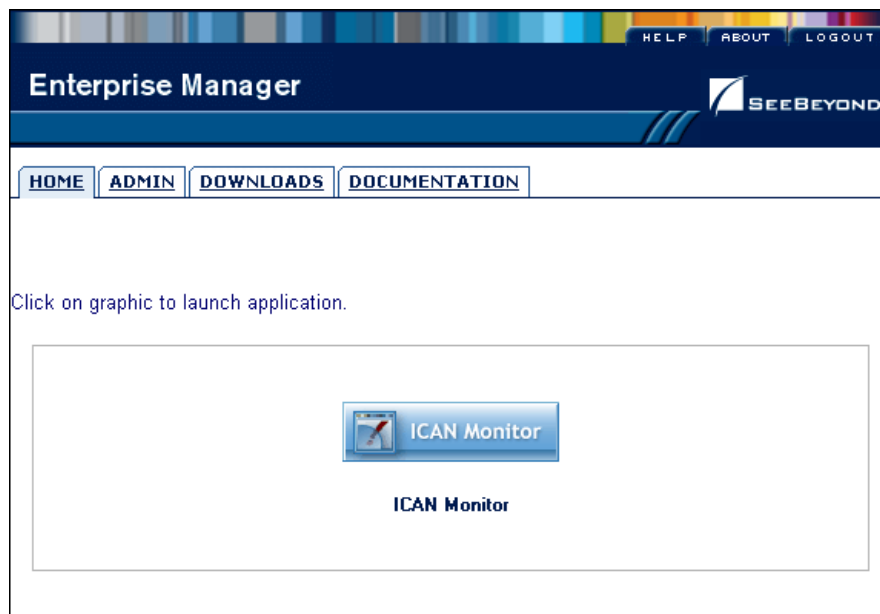 HELP ABOUT LOGOUT
Enterprise Manager
SEEBEYOND
HOME ADMIN DOWNLOADS DOCUMENTATION
Click on graphic to launch application.
ICAN Monitor
ICAN Monitor